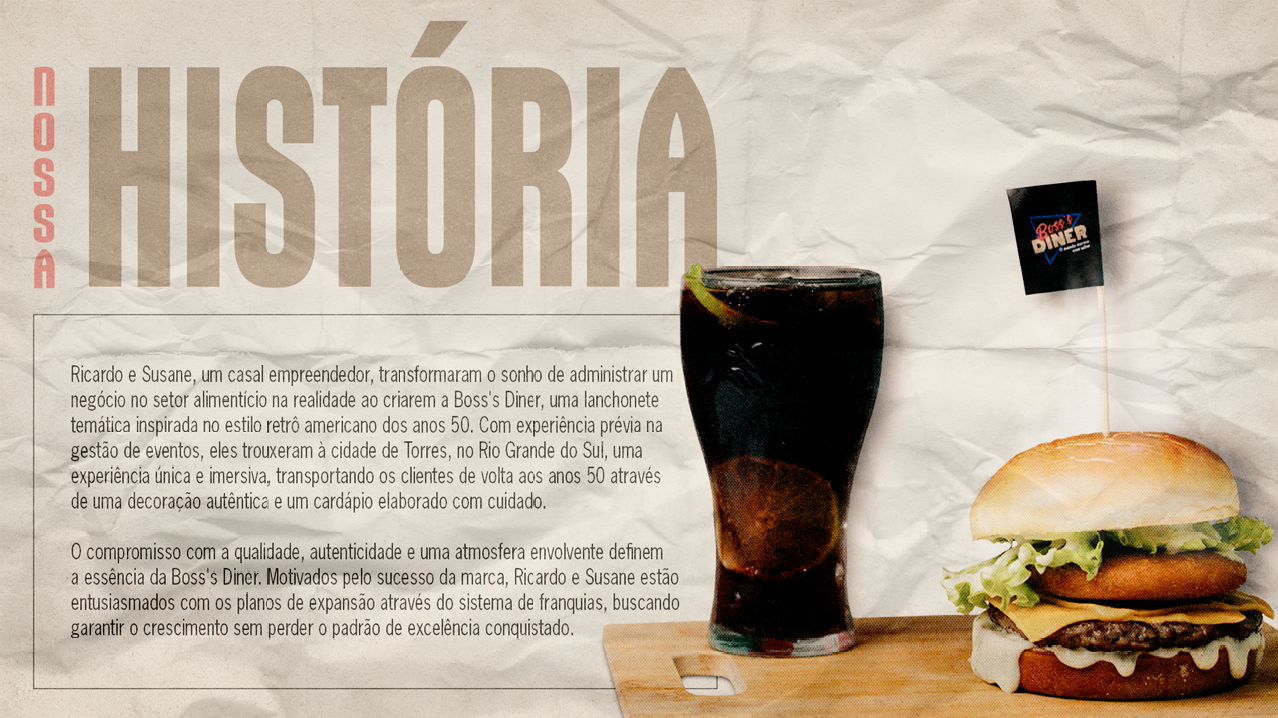 NOSSA
HISTÓRIA
Ricardo e Susane, um casal empreendedor, transformaram o sonho de administrar um
negócio no setor alimentício na realidade ao criarem a Boss's Diner, uma lanchonete
temática inspirada no estilo retrô americano dos anos 50. Com experiência prévia na
gestão de eventos, eles trouxeram à cidade de Torres, no Rio Grande do Sul, uma
experiência única e imersiva, transportando os clientes de volta aos anos 50 através
de uma decoração autêntica e um cardápio elaborado com cuidado.
O compromisso com a qualidade, autenticidade e uma atmosfera envolvente definem
a essência da Boss's Diner. Motivados pelo sucesso da marca, Ricardo e Susane estão
entusiasmados com os planos de expansão através do sistema de franquias, buscando
garantir o crescimento sem perder o padrão de excelência conquistado.
Boss's
DINER